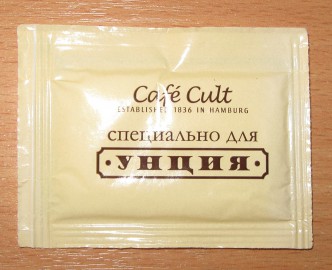 Café Cult
ESTABLISHED 1836 IN HAMBURG
специально для
·УНЦИЯ·